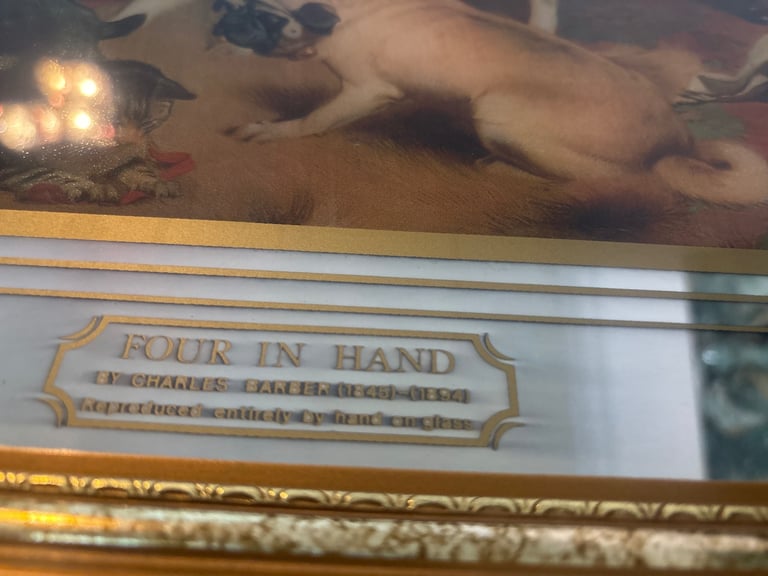 FOUR IN HAND
BY CHARLES BARBER (1845)-(1894)
Reproduced entirely by hand on glass